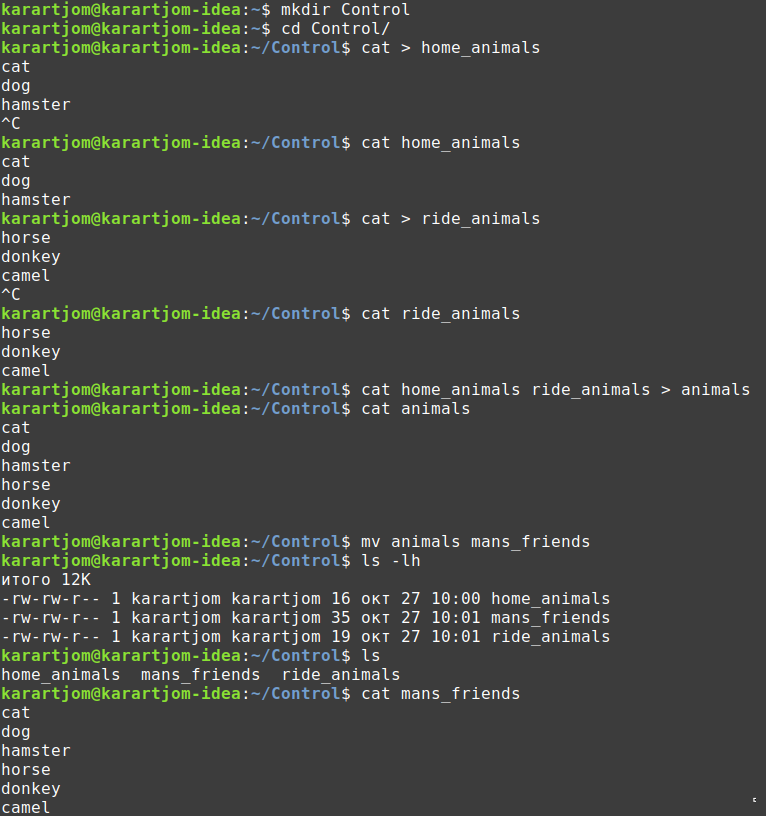 karartjom@karartjom-idea:~$ mkdir Control
karartjom@karartjom-idea:~$ cd Control/
karartjom@karartjom-idea:~/Control$ cat > home_animals
cat
dog
hamster
^C
karartjom@karartjom-idea:~/Control$ cat home_animals
cat
dog
hamster
karartjom@karartjom-idea:~/Control$ cat > ride_animals
horse
donkey
camel
^C
karartjom@karartjom-idea:~/Control$ cat ride_animals
horse
donkey
camel
karartjom@karartjom-idea:~/Control$ cat home_animals ride_animals > animals
karartjom@karartjom-idea:~/Control$ cat animals
cat
dog
hamster
horse
donkey
camel
karartjom@karartjom-idea:~/Control$ mv animals mans_friends
karartjom@karartjom-idea:~/Control$ ls -lh
итого 12K
-rw-rw-r-- 1 karartjom karartjom 16 окт 27 10:00 home_animals
-rw-rw-r-- 1 karartjom karartjom 35 окт 27 10:01 mans_friends
-rw-rw-r-- 1 karartjom karartjom 19 окт 27 10:01 ride_animals
karartjom@karartjom-idea:~/Control$ ls
home_animals  mans_friends  ride_animals
karartjom@karartjom-idea:~/Control$ cat mans_friends
cat
dog
hamster
horse
donkey
camel